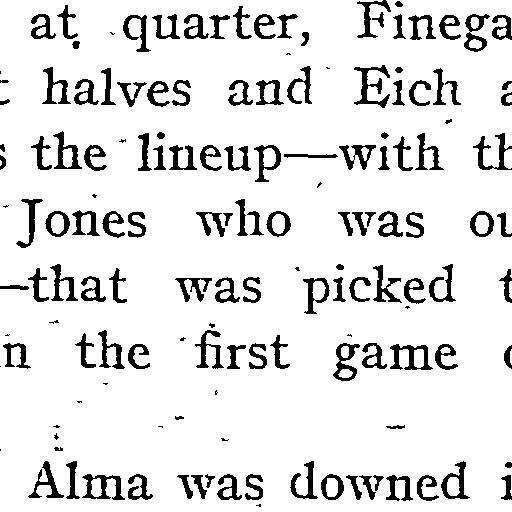 at quarter, Finega
halves and Eich a
s the lineup—with th
Jones who was ou
—that was picked t
n the first game
Alma was downed i